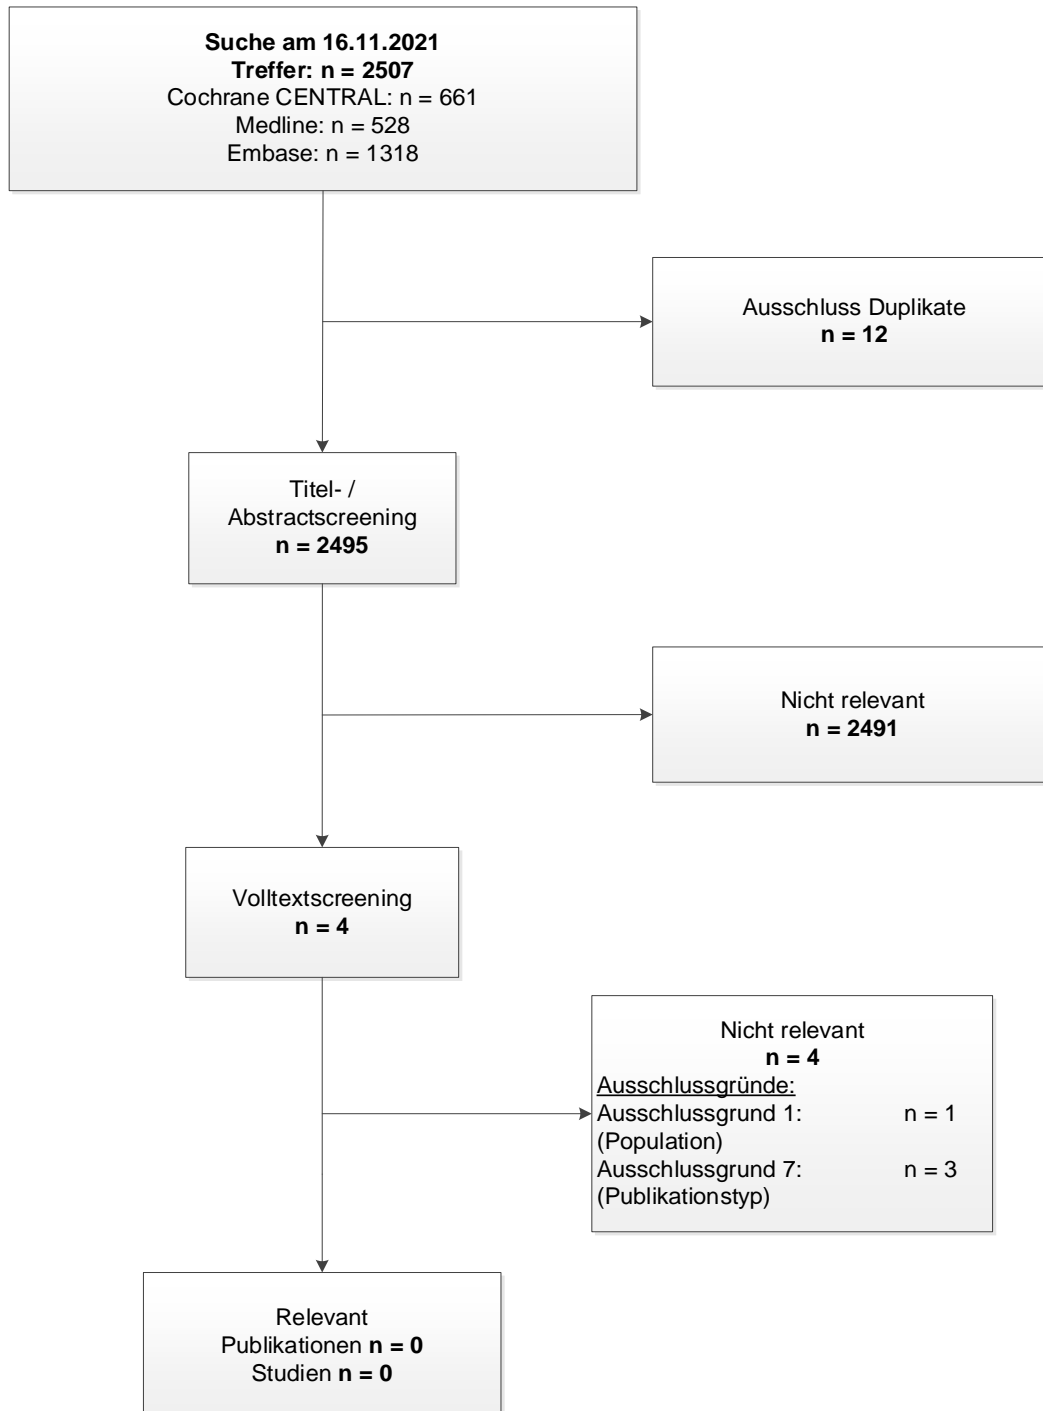 Suche am 16.11.2021
Treffer: n = 2507
Cochrane CENTRAL: n = 661
Medline: n = 528
Embase: n = 1318
Ausschluss Duplikate
n = 12
Titel- /
Abstractscreening
n = 2495
Nicht relevant
n = 2491
Volltextscreening
n = 4
Nicht relevant
n = 4
Ausschlussgründe:
Ausschlussgrund 1: n = 1
(Population)
Ausschlussgrund 7: n = 3
(Publikationstyp)
Relevant
Publikationen n = 0
Studien n = 0